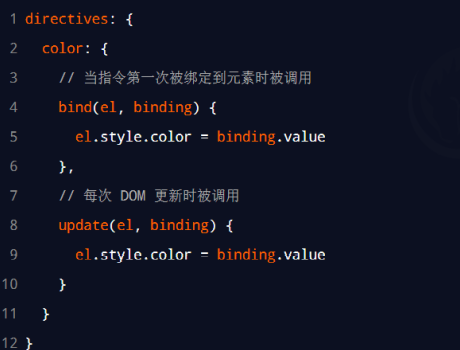 1 directives: {
2   color: {
3     // 当指令第一次被绑定到元素时被调用
4     bind(el, binding) {
5       el.style.color = binding.value
6     },
7     // 每次 DOM 更新时被调用
8     update(el, binding) {
9       el.style.color = binding.value
10     }
11   }
12 }